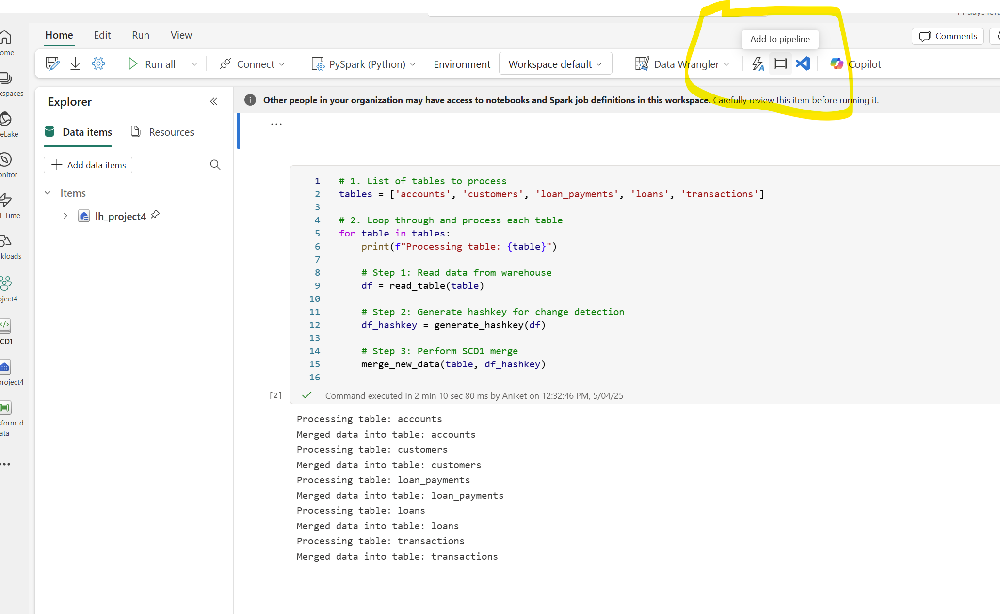 Home Edit Run View
Add to pipeline
Comments
Run all Connect PySpark (Python) Environment Workspace default Data Wrangler Copilot
ome
kspaces
eLake
onitor
l-Time
kloads
oject4
CD1
project4
sform_d
ata
Explorer
Data items Resources
Add data items
Items
lh_project4
Other people in your organization may have access to notebooks and Spark job definitions in this workspace. Carefully review this item before running it.
...
1 # 1. List of tables to process
2 tables = ['accounts', 'customers', 'loan_payments', 'loans', 'transactions']
3
4 # 2. Loop through and process each table
5 for table in tables:
6 print(f"Processing table: {table}")
7
8 # Step 1: Read data from warehouse
9 df = read_table(table)
10
11 # Step 2: Generate hashkey for change detection
12 df_hashkey = generate_hashkey(df)
13
14 # Step 3: Perform SCD1 merge
15 merge_new_data(table, df_hashkey)
16
[2] - Command executed in 2 min 10 sec 80 ms by Aniket on 12:32:46 PM, 5/04/25
Processing table: accounts
Merged data into table: accounts
Processing table: customers
Merged data into table: customers
Processing table: loan_payments
Merged data into table: loan_payments
Processing table: loans
Merged data into table: loans
Processing table: transactions
Merged data into table: transactions